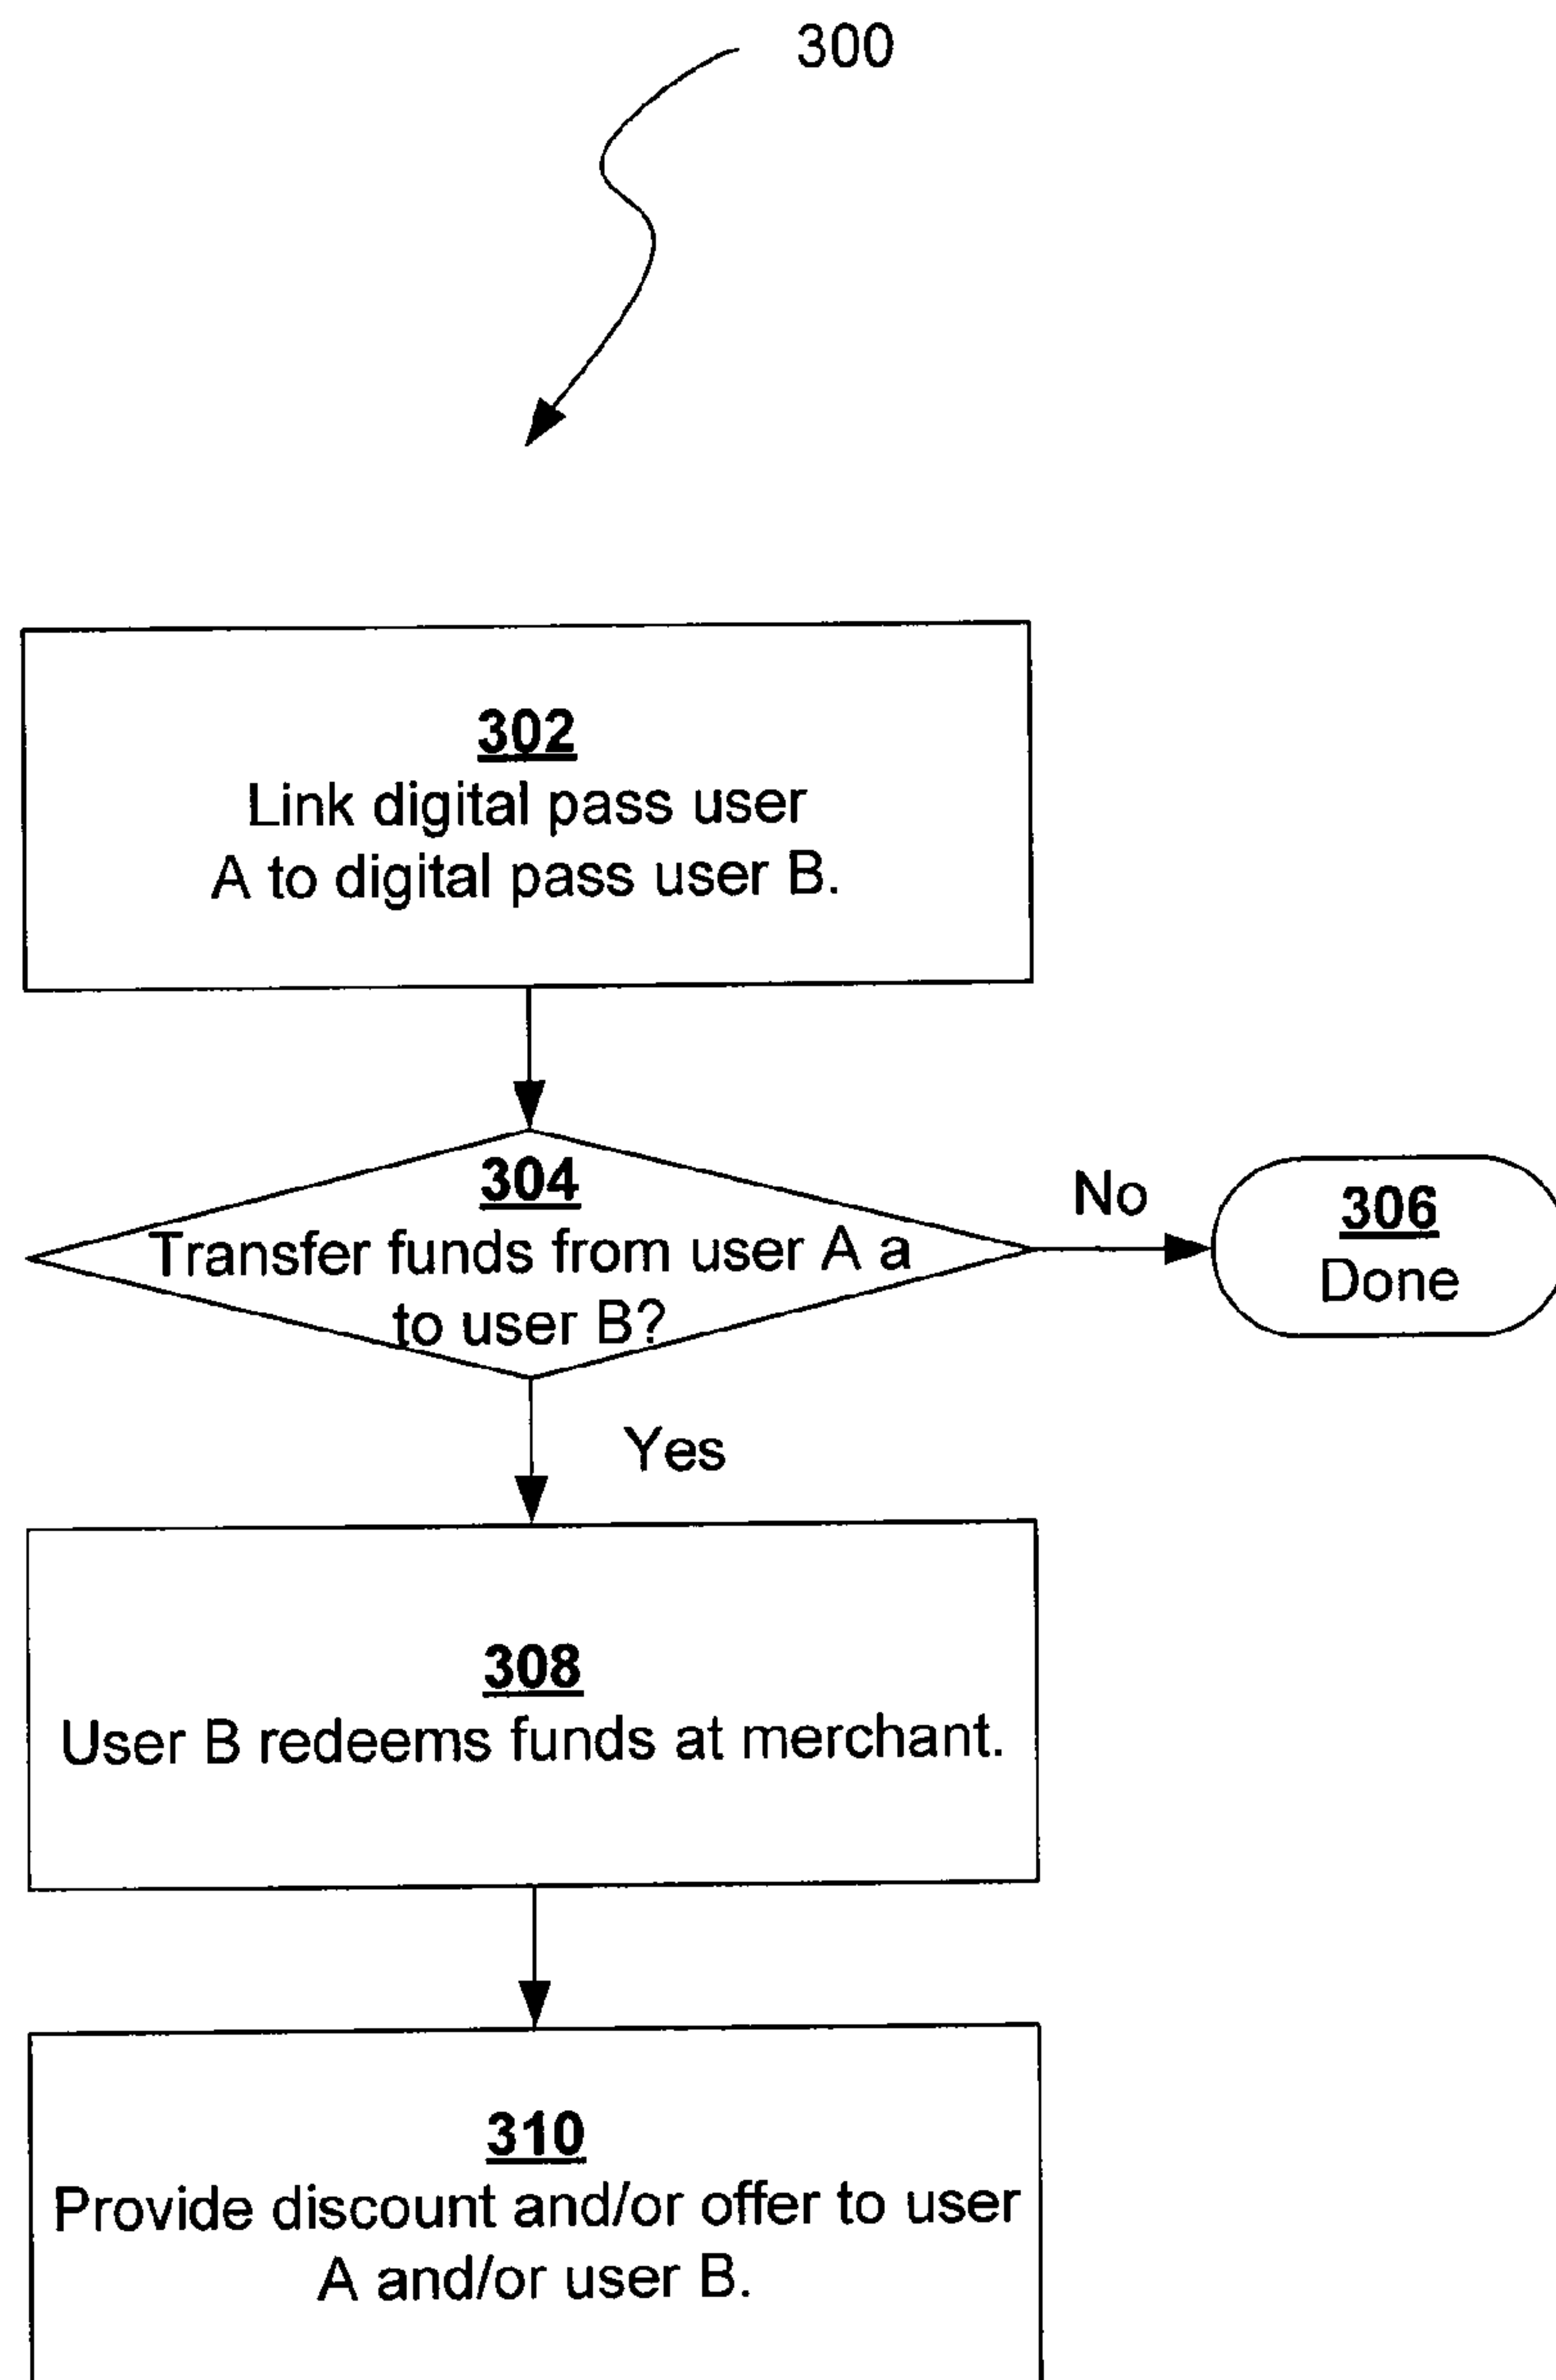 300
302
Link digital pass user
A to digital pass user B.
304
Transfer funds from user A a
to user B?
No
306
Done
Yes
308
User B redeems funds at merchant.
310
Provide discount and/or offer to user
A and/or user B.